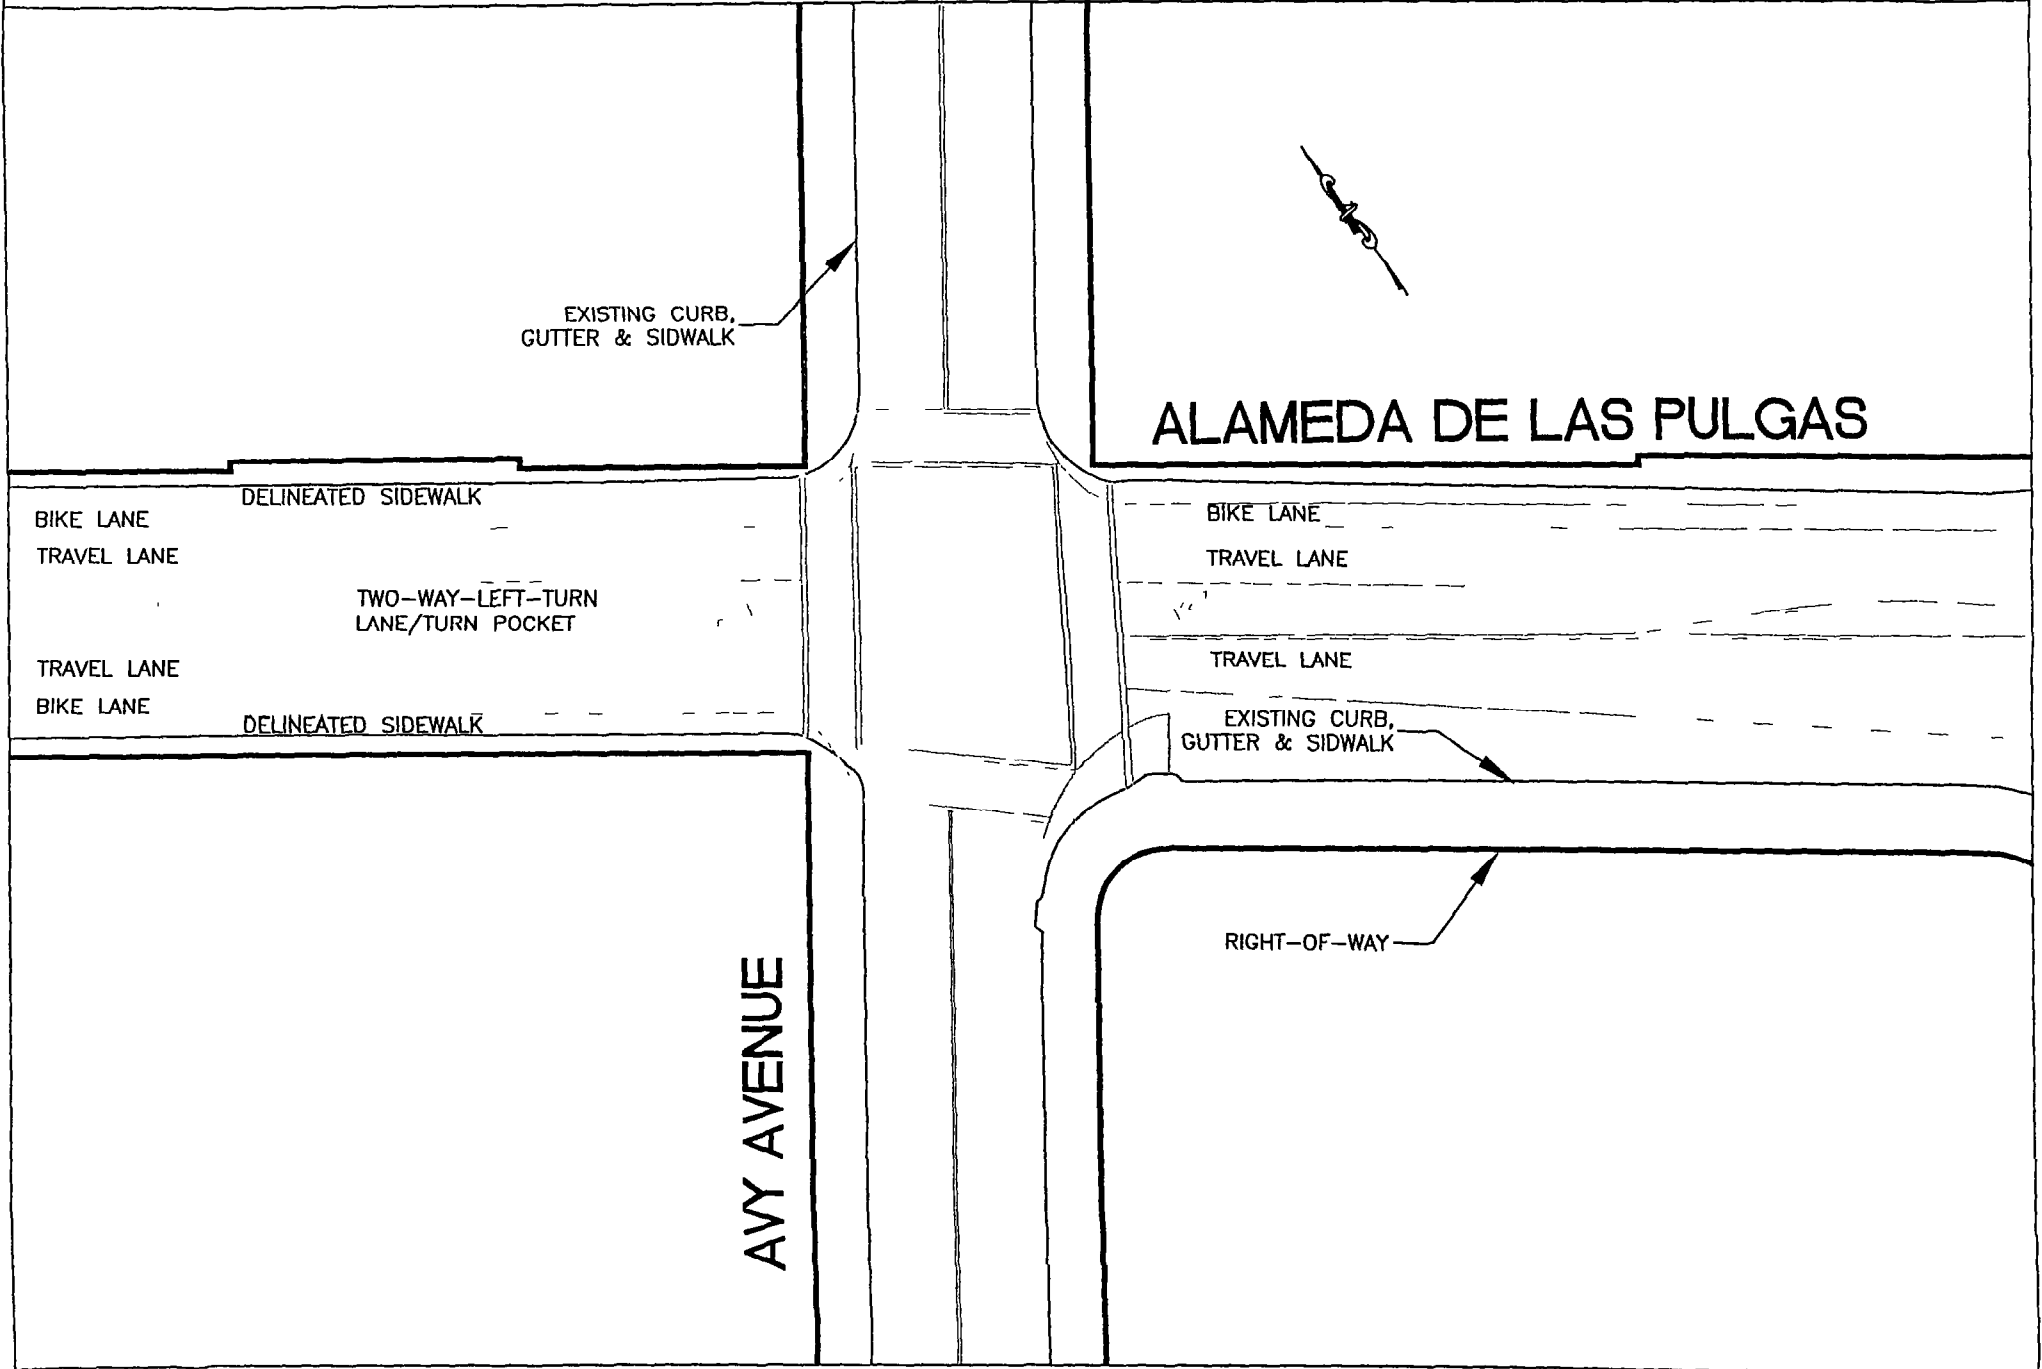 EXISTING CURB,
GUTTER & SIDWALK
ALAMEDA DE LAS PULGAS
DELINEATED SIDEWALK
BIKE LANE
TRAVEL LANE
TWO-WAY-LEFT-TURN
LANE/TURN POCKET
TRAVEL LANE
BIKE LANE
DELINEATED SIDEWALK
BIKE LANE
TRAVEL LANE
TRAVEL LANE
EXISTING CURB,
GUTTER & SIDWALK
RIGHT-OF-WAY
AVY AVENUE